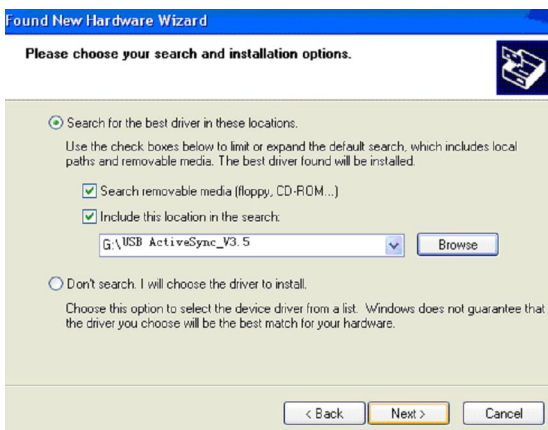 Found New Hardware Wizard
Please choose your search and installation options.
Search for the best driver in these locations.
Use the check boxes below to limit or expand the default search, which includes local
paths and removable media. The best driver found will be installed.
Search removable media (floppy, CD-ROM...)
Include this location in the search:
G:\USB ActiveSync_V3.5
Browse
Don't search. I will choose the driver to install.
Choose this option to select the device driver from a list. Windows does not guarantee that
the driver you choose will be the best match for your hardware.
< Back
Next >
Cancel